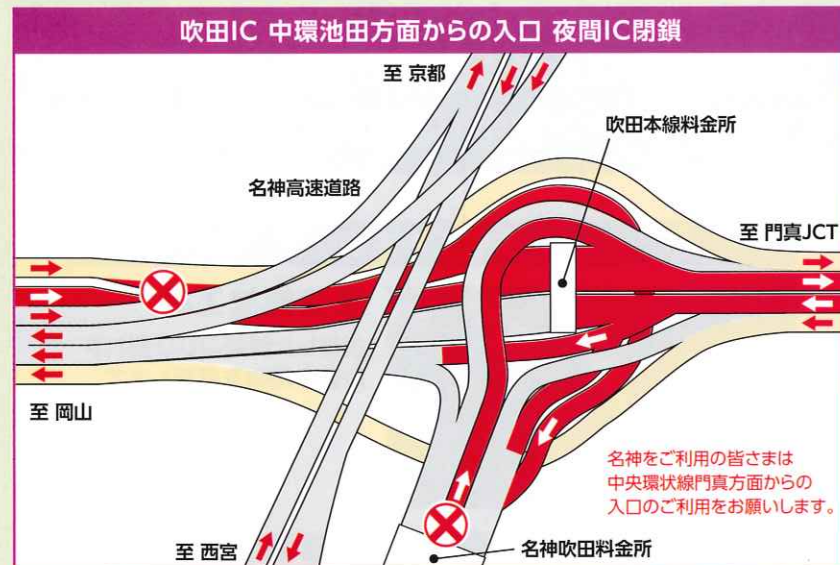 吹田IC 中環池田方面からの入口 夜間IC閉鎖
至 京都
吹田本線料金所
名神高速道路
至 門真JCT
至 岡山
名神をご利用の皆さまは
中央環状線門真方面からの
入口のご利用をお願いします。
至 西宮
名神吹田料金所